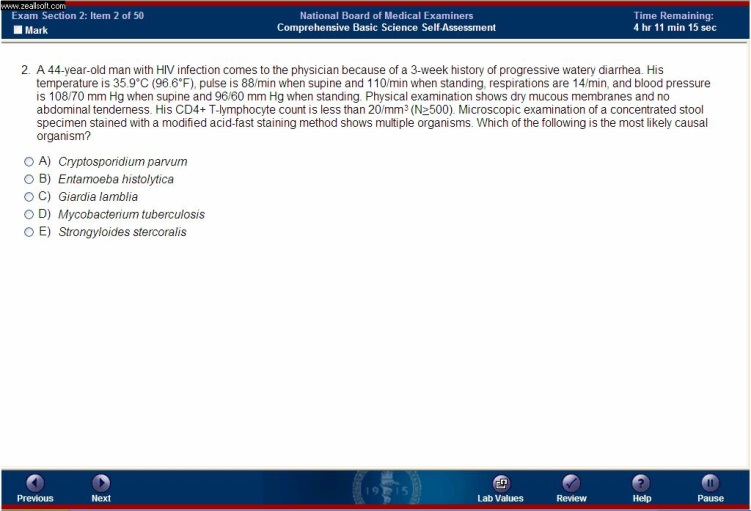 www.zeallsoft.com
Exam Section 2: Item 2 of 50
National Board of Medical Examiners
Time Remaining:
Mark
Comprehensive Basic Science Self-Assessment
4 hr 11 min 15 sec
2. A 44-year-old man with HIV infection comes to the physician because of a 3-week history of progressive watery diarrhea. His
temperature is 35.9°C (96.6°F), pulse is 88/min when supine and 110/min when standing, respirations are 14/min, and blood pressure
is 108/70 mm Hg when supine and 96/60 mm Hg when standing. Physical examination shows dry mucous membranes and no
abdominal tenderness. His CD4+ T-lymphocyte count is less than 20/mm³ (N≥500). Microscopic examination of a concentrated stool
specimen stained with a modified acid-fast staining method shows multiple organisms. Which of the following is the most likely causal
organism?
A) Cryptosporidium parvum
B) Entamoeba histolytica
C) Giardia lamblia
D) Mycobacterium tuberculosis
E) Strongyloides stercoralis
19 15
Previous
Next
Lab Values
Review
Help
Pause